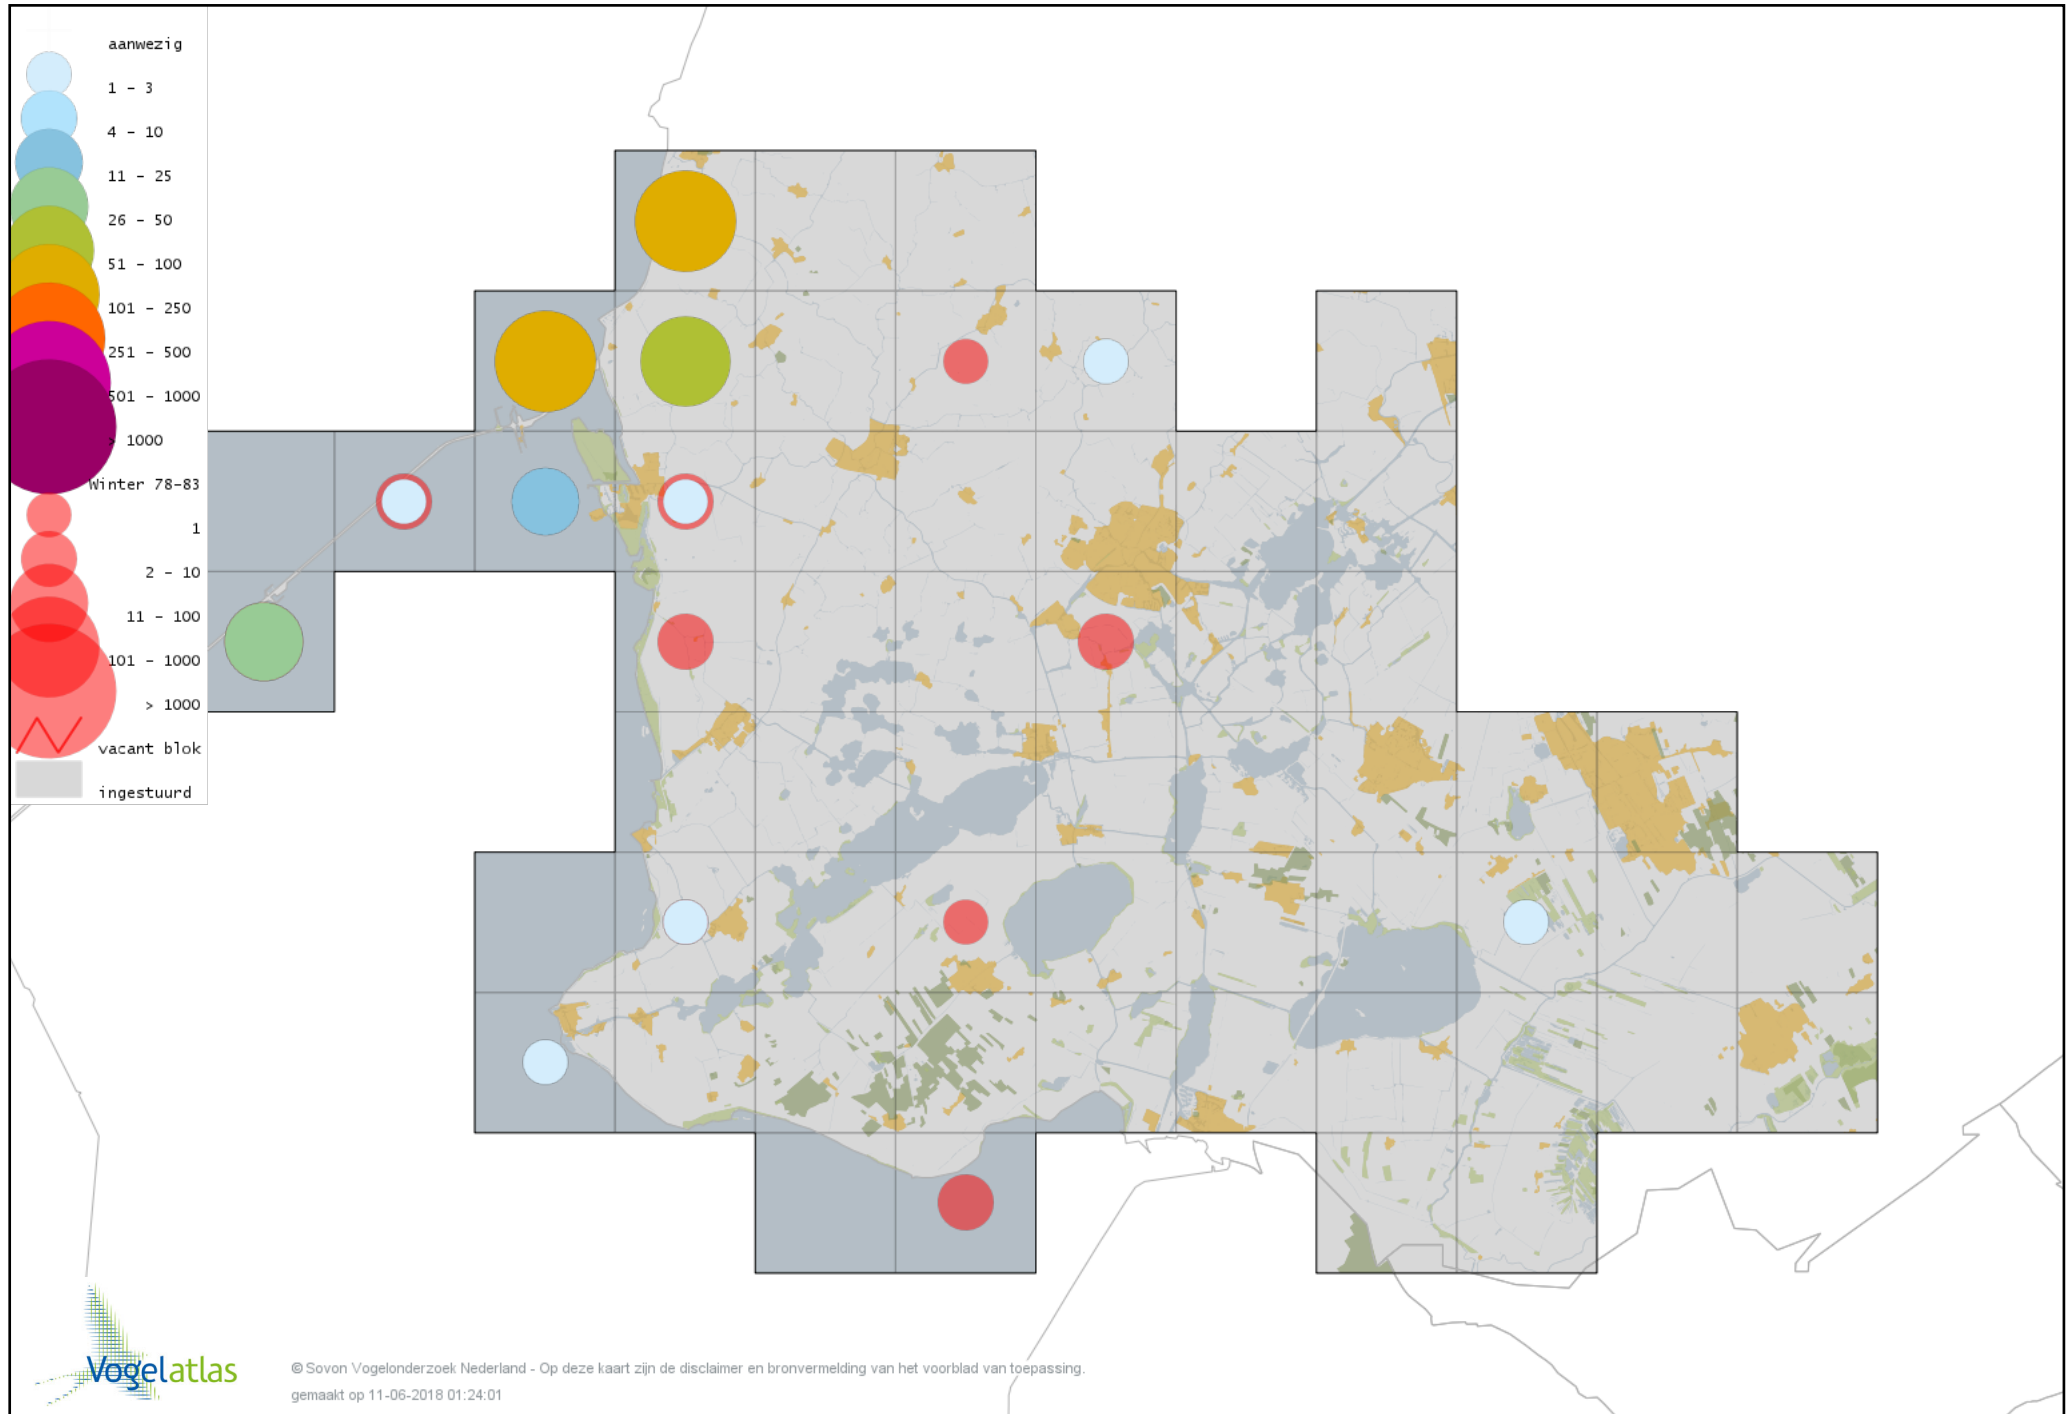 aanwezig
1 - 3
4 - 10
11 - 25
26 - 50
51 - 100
101 - 250
251 - 500
501 - 1000
> 1000
Winter 78-83
1
2 - 10
11 - 100
101 - 1000
> 1000
vacant blok
ingestuurd
Vogelatlas
© Sovon Vogelonderzoek Nederland - Op deze kaart zijn de disclaimer en bronvermelding van het voorblad van toepassing.
gemaakt op 11-06-2018 01:24:01